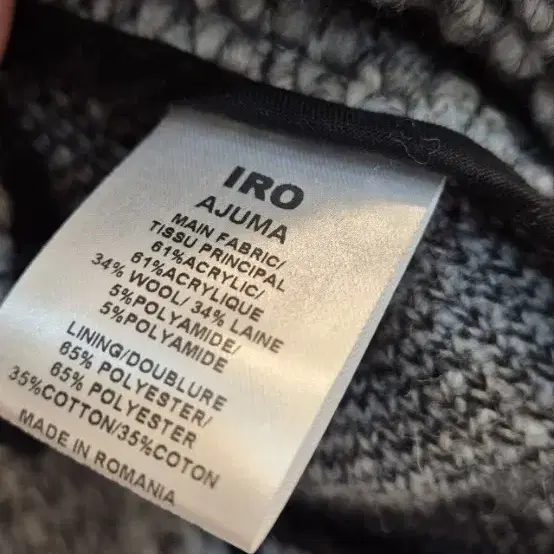 IRO
AJUMA
MAIN FABRIC/
TISSU PRINCIPAL
61%ACRYLIC/
61%ACRYLIQUE
34% WOOL/ 34% LAINE
5%POLYAMIDE/
5%POLYAMIDE
LINING/DOUBLURE
65% POLYESTER/
65% POLYESTER
35%COTTON/35%COTON
MADE IN ROMANIA